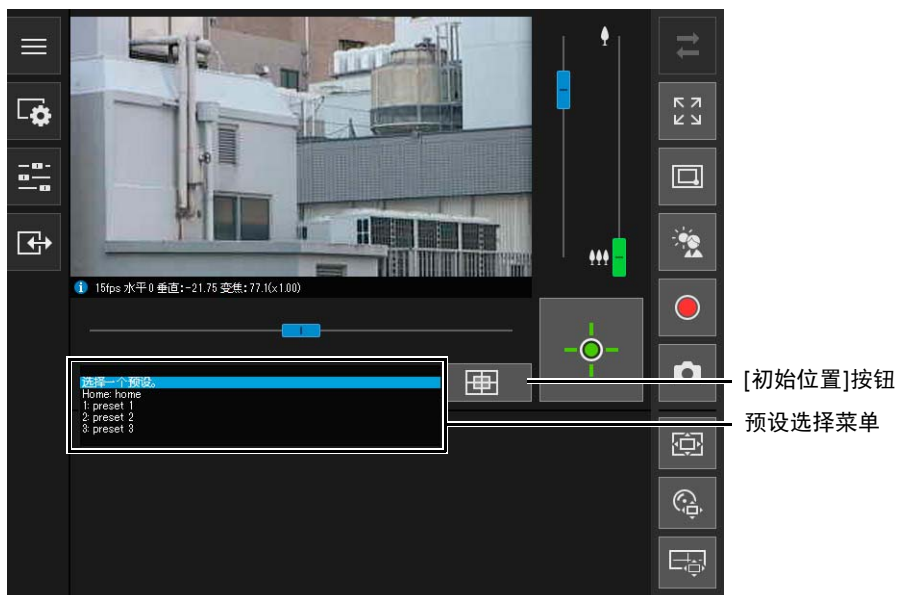 15fps 水平0 垂直:-21.75 变焦:77.1(x1.00)
选择一个预设。
Home: home
1: preset 1
2: preset 2
3: preset 3
[初始位置]按钮
预设选择菜单